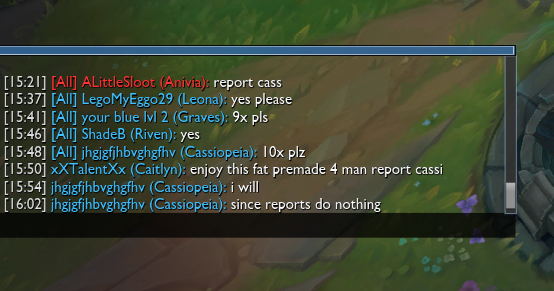 [15:21] [All] ALittleSloot (Anivia): report cass
[15:37] [All] LegoMyEggo29 (Leona): yes please
[15:41] [All] your blue lvl 2 (Graves): 9x pls
[15:46] [All] ShadeB (Riven): yes
[15:48] [All] jhgjgfjhbvghgfhv (Cassiopeia): 10x plz
[15:50] xXTalentXx (Caitlyn): enjoy this fat premade 4 man report cassi
[15:54] jhgjgfjhbvghgfhv (Cassiopeia): i will
[16:02] jhgjgfjhbvghgfhv (Cassiopeia): since reports do nothing